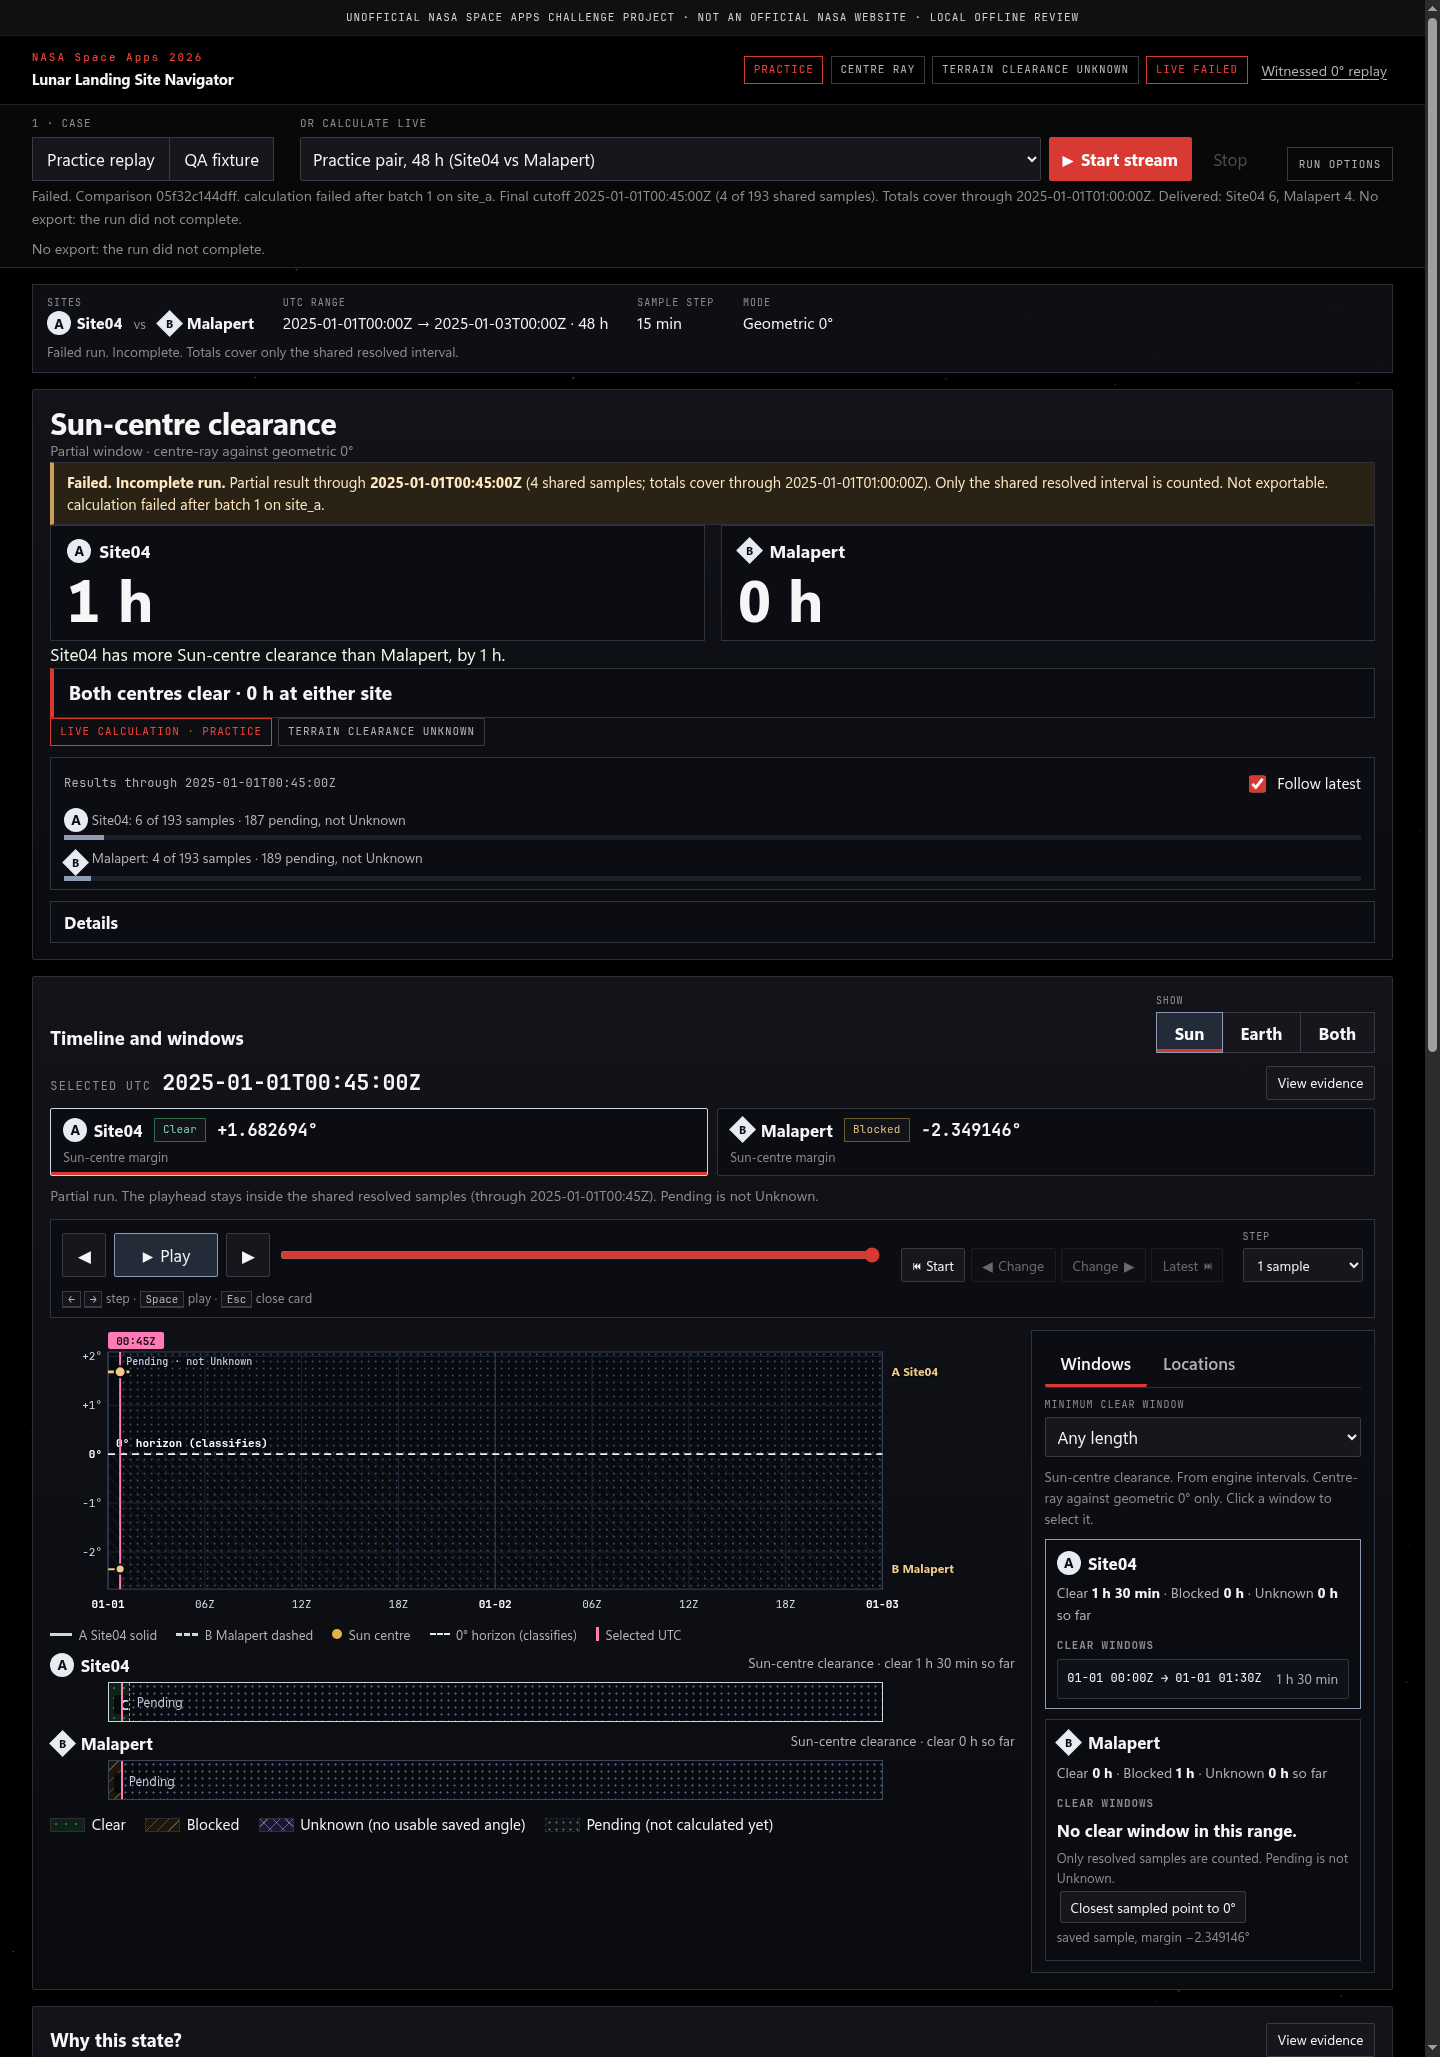 UNOFFICIAL NASA SPACE APPS CHALLENGE PROJECT · NOT AN OFFICIAL NASA WEBSITE · LOCAL OFFLINE REVIEW
NASA Space Apps 2026
Lunar Landing Site Navigator
PRACTICE
CENTRE RAY
TERRAIN CLEARANCE UNKNOWN
LIVE FAILED
Witnessed 0° replay
1 · CASE
Practice replay
QA fixture
OR CALCULATE LIVE
Practice pair, 48 h (Site04 vs Malapert)
▶ Start stream
Stop
RUN OPTIONS
Failed. Comparison 05f32c144dff. calculation failed after batch 1 on site_a. Final cutoff 2025-01-01T00:45:00Z (4 of 193 shared samples). Totals cover through 2025-01-01T01:00:00Z. Delivered: Site04 6, Malapert 4. No
export: the run did not complete.
No export: the run did not complete.
SITES
A Site04 vs B Malapert
UTC RANGE
2025-01-01T00:00Z → 2025-01-03T00:00Z · 48 h
SAMPLE STEP
15 min
MODE
Geometric 0°
Failed run. Incomplete. Totals cover only the shared resolved interval.
Sun-centre clearance
Partial window · centre-ray against geometric 0°
Failed. Incomplete run. Partial result through 2025-01-01T00:45:00Z (4 shared samples; totals cover through 2025-01-01T01:00:00Z). Only the shared resolved interval is counted. Not exportable.
calculation failed after batch 1 on site_a.
A Site04
1 h
B Malapert
0 h
Site04 has more Sun-centre clearance than Malapert, by 1 h.
Both centres clear · 0 h at either site
LIVE CALCULATION · PRACTICE
TERRAIN CLEARANCE UNKNOWN
Results through 2025-01-01T00:45:00Z
Follow latest
A Site04: 6 of 193 samples · 187 pending, not Unknown
B Malapert: 4 of 193 samples · 189 pending, not Unknown
Details
Timeline and windows
SHOW
Sun
Earth
Both
SELECTED UTC 2025-01-01T00:45:00Z
View evidence
A Site04 Clear +1.682694°
Sun-centre margin
B Malapert Blocked -2.349146°
Sun-centre margin
Partial run. The playhead stays inside the shared resolved samples (through 2025-01-01T00:45Z). Pending is not Unknown.
◀
▶ Play
▶
⏮ Start
◀ Change
Change ▶
Latest ⏭
STEP
1 sample
← → step · Space play · Esc close card
00:45Z
Pending · not Unknown
+2°
+1°
0°
-1°
-2°
0° horizon (classifies)
A Site04
B Malapert
01-01
06Z
12Z
18Z
01-02
06Z
12Z
18Z
01-03
A Site04 solid
B Malapert dashed
Sun centre
0° horizon (classifies)
Selected UTC
A Site04
Sun-centre clearance · clear 1 h 30 min so far
Pending
B Malapert
Sun-centre clearance · clear 0 h so far
Pending
Clear
Blocked
Unknown (no usable saved angle)
Pending (not calculated yet)
Windows
Locations
MINIMUM CLEAR WINDOW
Any length
Sun-centre clearance. From engine intervals. Centre-
ray against geometric 0° only. Click a window to
select it.
A Site04
Clear 1 h 30 min · Blocked 0 h · Unknown 0 h
so far
CLEAR WINDOWS
01-01 00:00Z → 01-01 01:30Z 1 h 30 min
B Malapert
Clear 0 h · Blocked 1 h · Unknown 0 h so far
CLEAR WINDOWS
No clear window in this range.
Only resolved samples are counted. Pending is not
Unknown.
Closest sampled point to 0°
saved sample, margin −2.349146°
Why this state?
View evidence